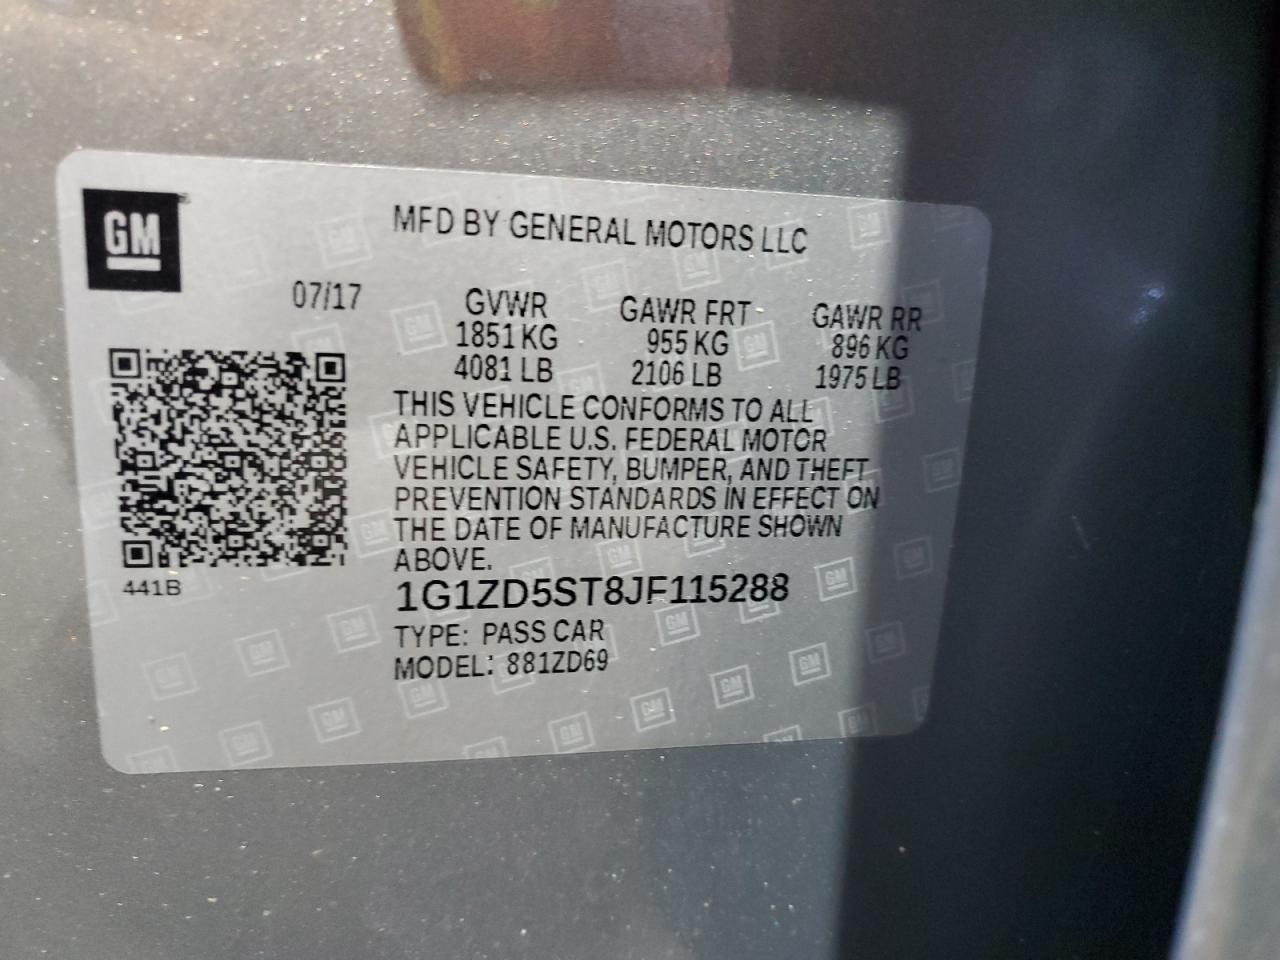 GM
MFD BY GENERAL MOTORS LLC
07/17
GVWR GAWR FRT GAWR RR
1851 KG 955 KG 896 KG
4081 LB 2106 LB 1975 LB
THIS VEHICLE CONFORMS TO ALL
APPLICABLE U.S. FEDERAL MOTOR
VEHICLE SAFETY, BUMPER, AND THEFT
PREVENTION STANDARDS IN EFFECT ON
THE DATE OF MANUFACTURE SHOWN
ABOVE.
441B
1G1ZD5ST8JF115288
TYPE: PASS CAR
MODEL: 881ZD69